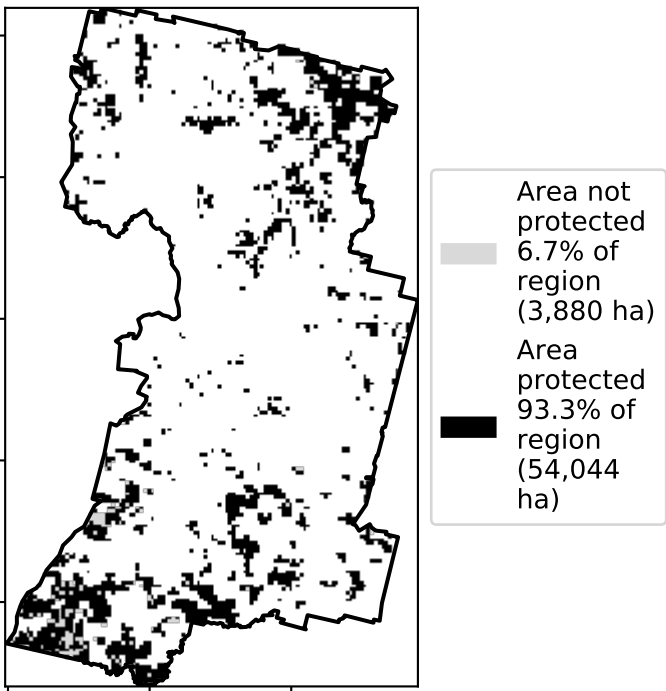 Area not
protected
6.7% of
region
(3,880 ha)
Area
protected
93.3% of
region
(54,044
ha)